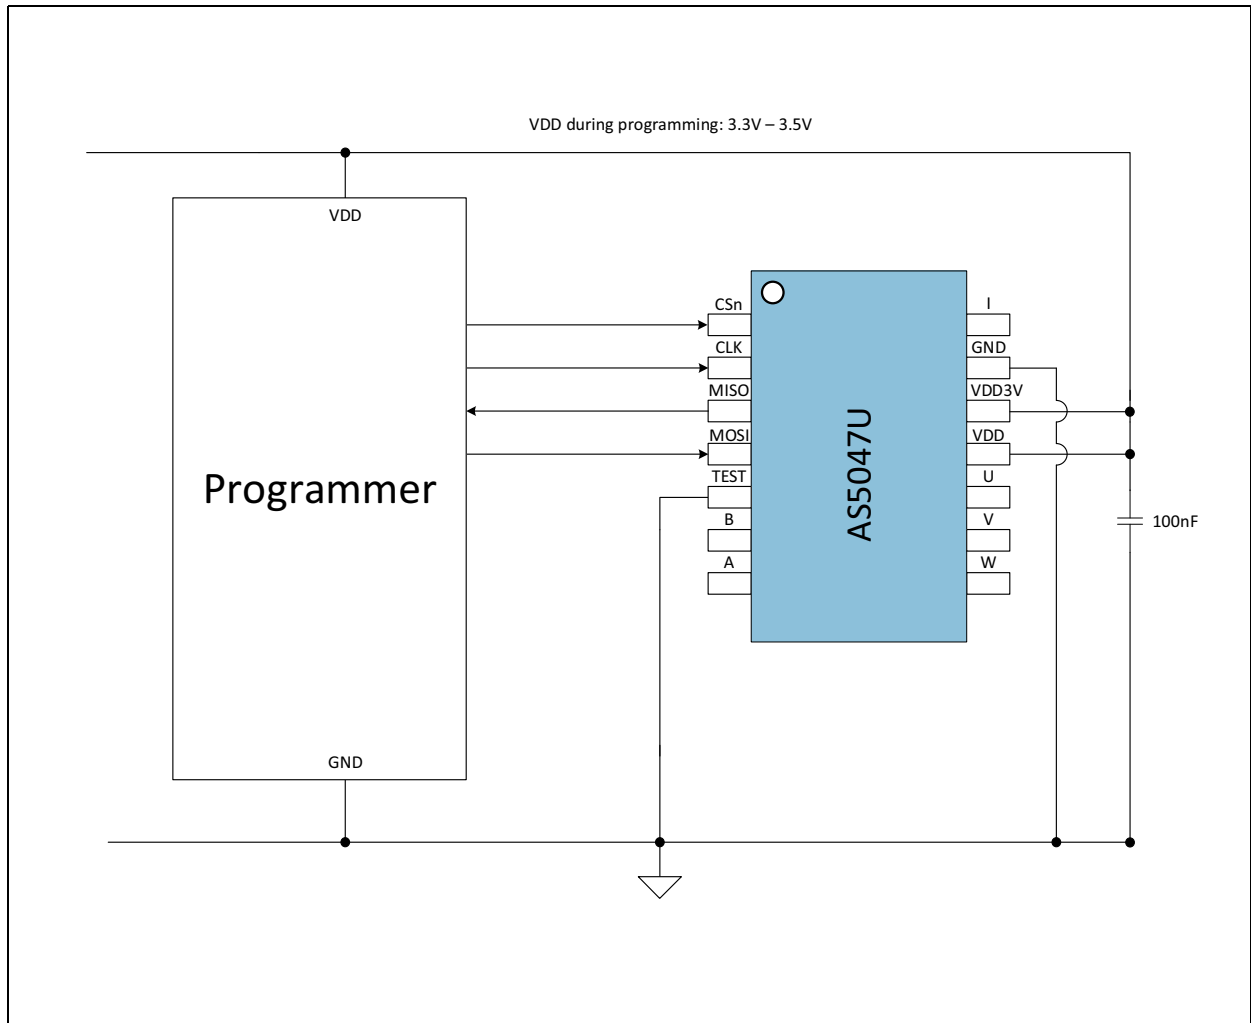 VDD during programming: 3.3V – 3.5V
VDD
Programmer
GND
CSn
CLK
MISO
MOSI
TEST
B
A
AS5047U
I
GND
VDD3V
VDD
U
V
W
100nF